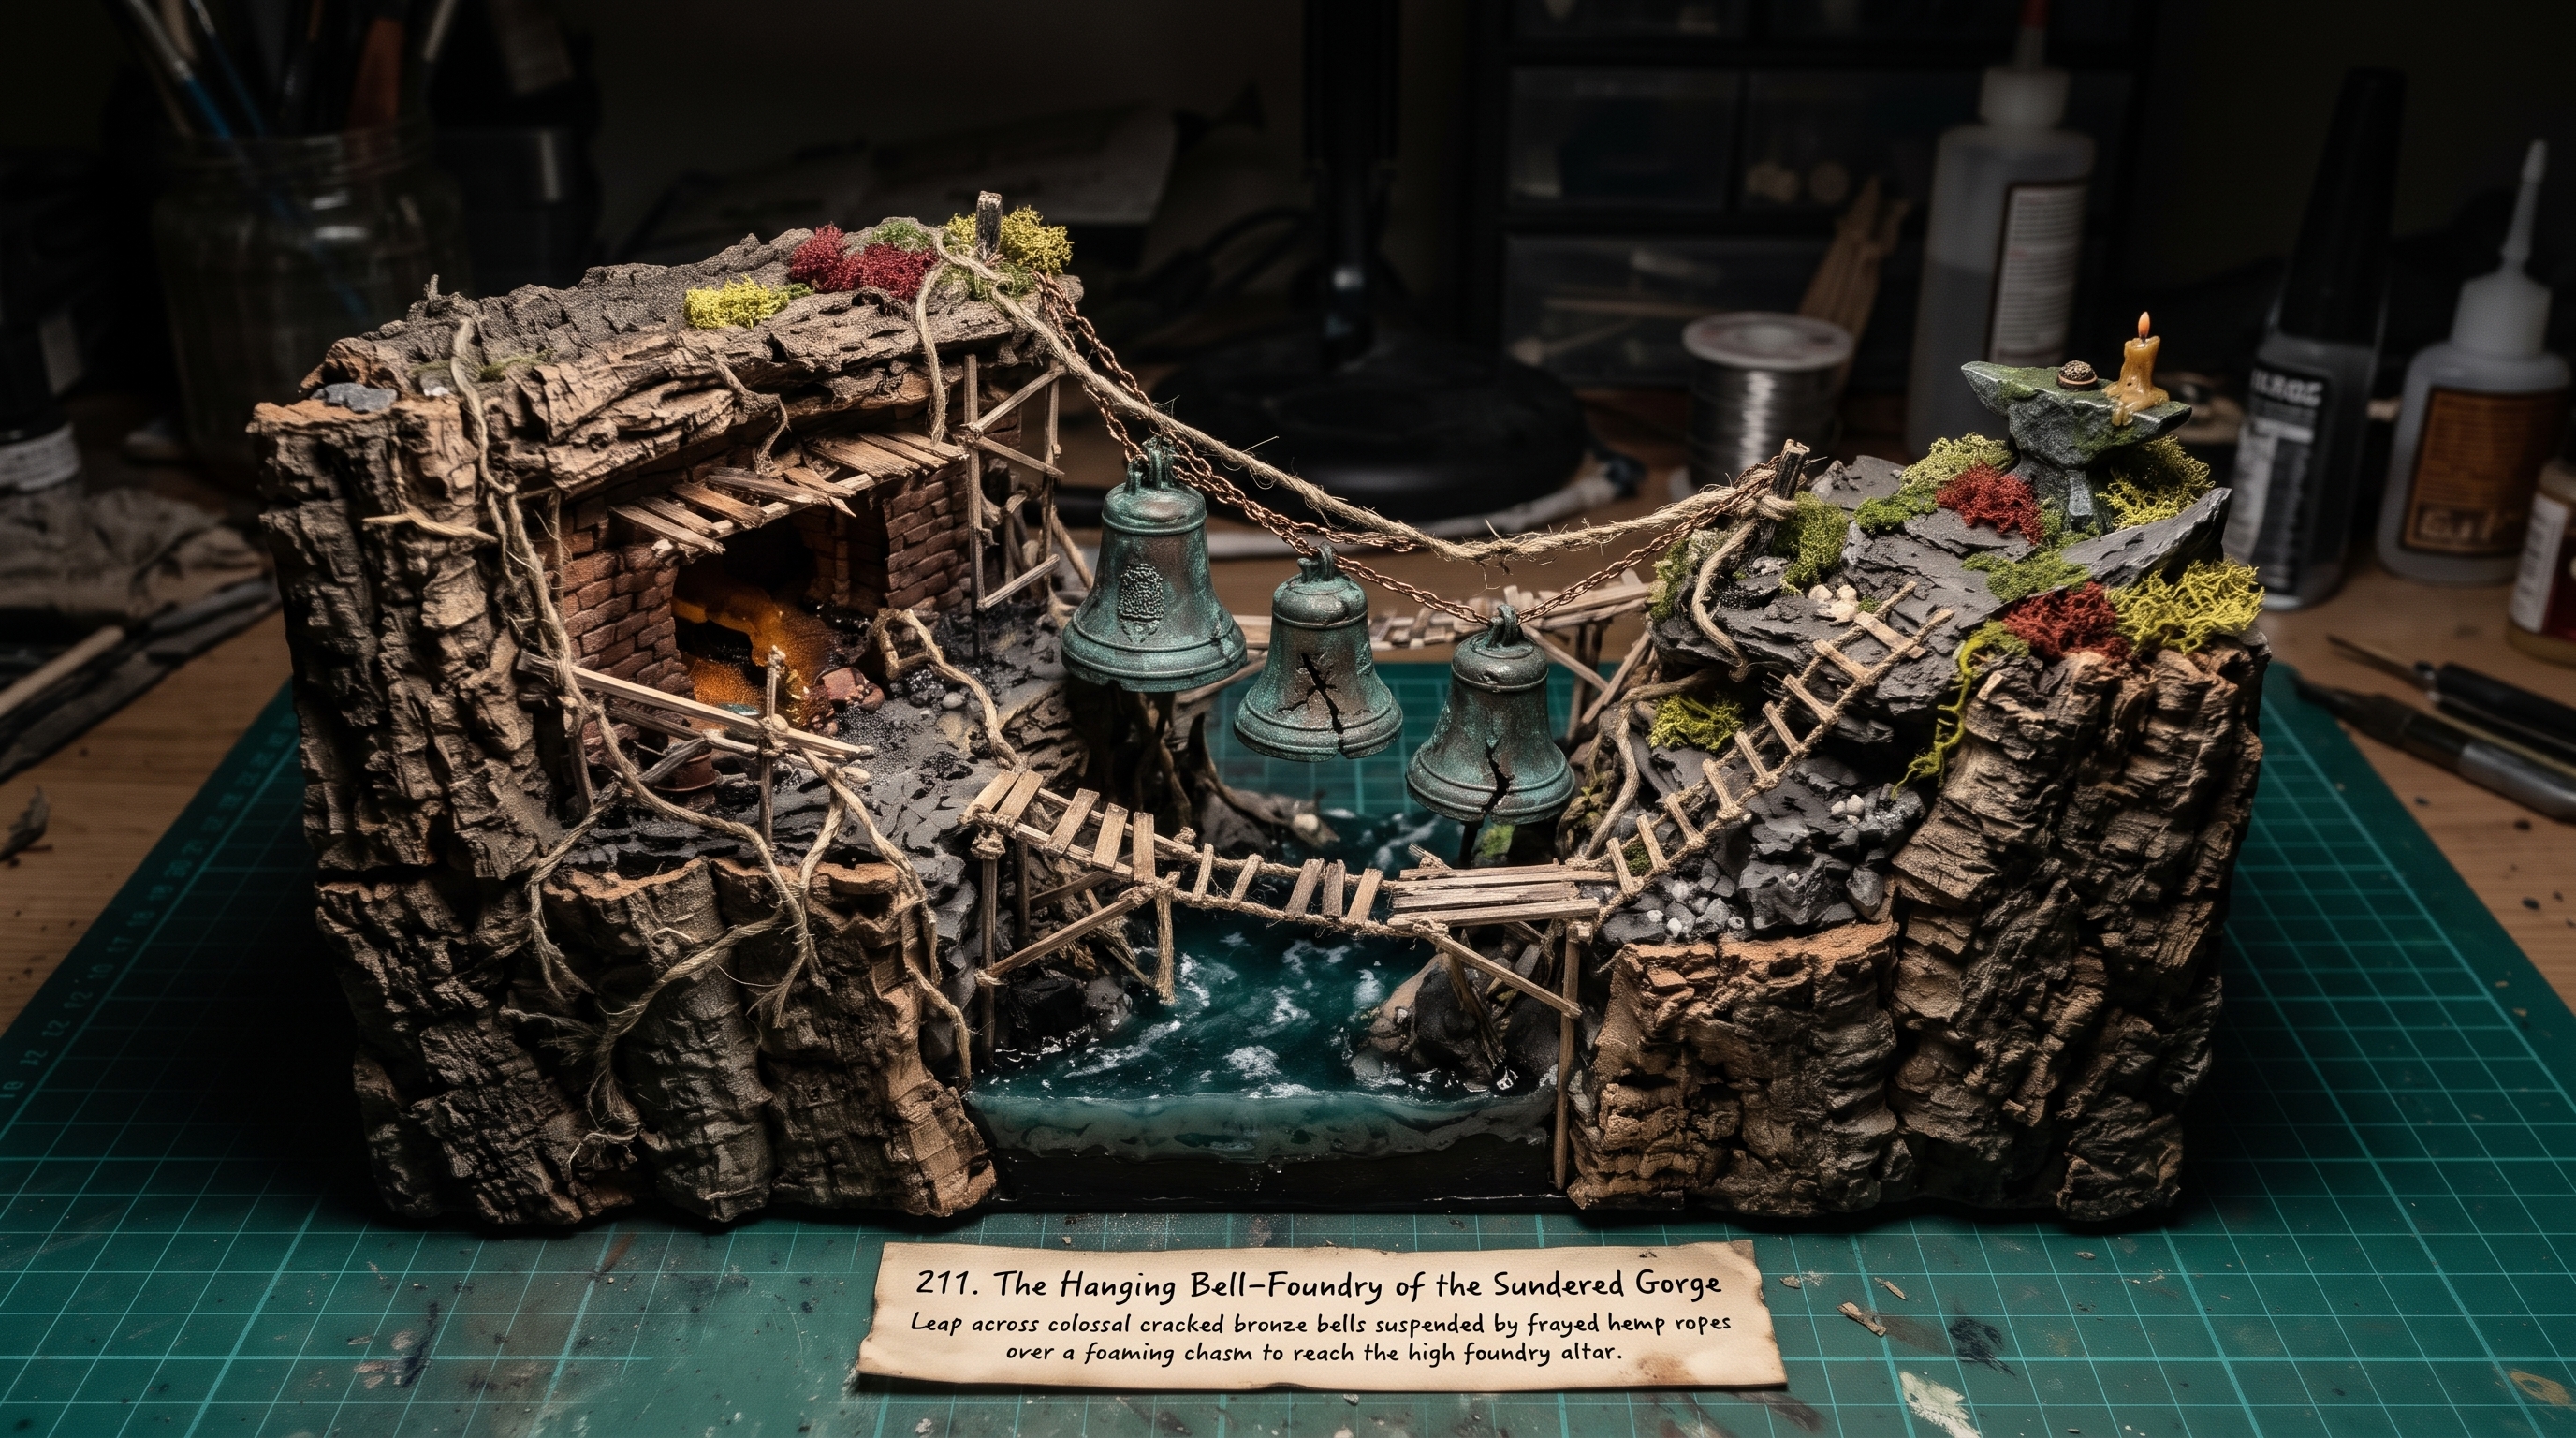 211. The Hanging Bell-Foundry of the Sundered Gorge
Leap across colossal cracked bronze bells suspended by frayed hemp ropes
over a foaming chasm to reach the high foundry altar.